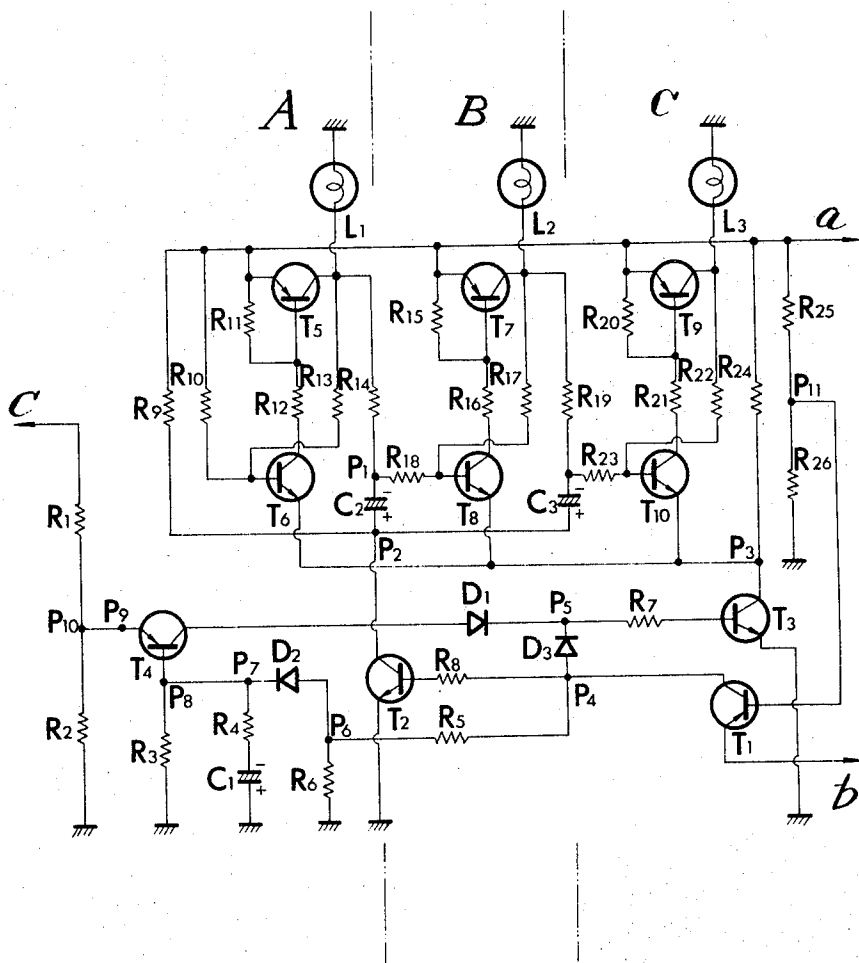 A B C
L1 L2 L3
a
R11 T5 R15 T7 R20 T9 R25
R10 R13 R14 R17 R22 R24 P11
R9 R12 R16 R19 R21
C
P1 R18 R23 R26
R1 T6 C2 − + T8 C3 − + T10
P2 P3
D1 P5 R7
P10 P9 T3
T4 P7 D2 D3
P8 R8 P4
R2 R4 P6 T2 R5 T1
R3 C1 − + R6
b